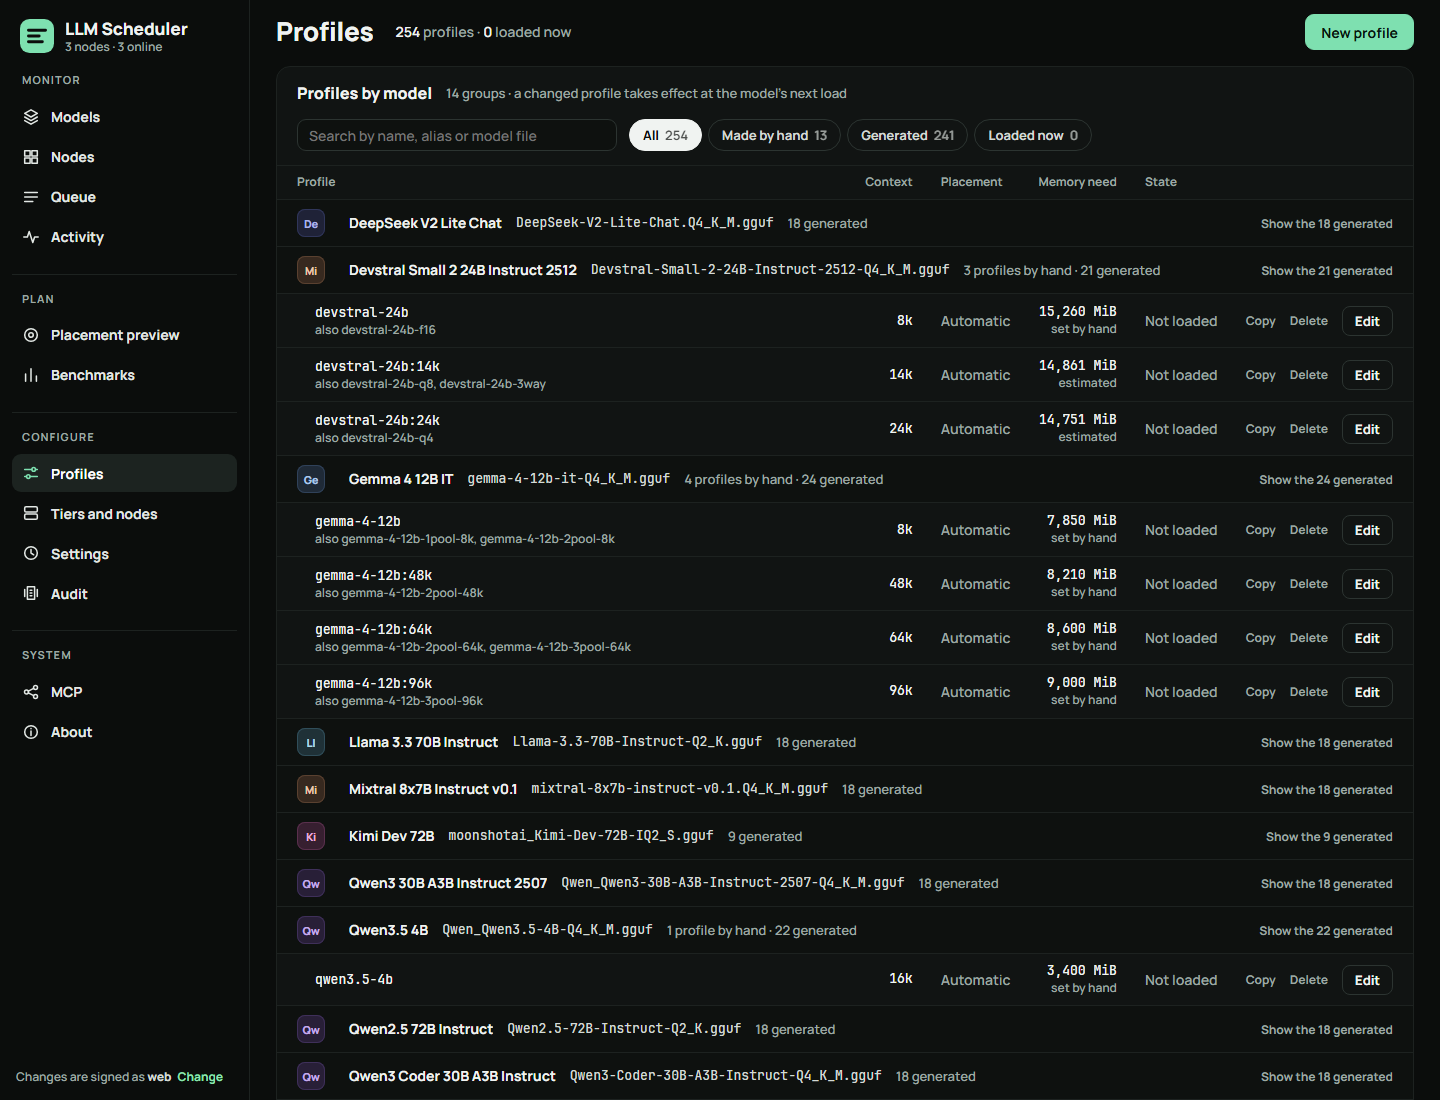 LLM Scheduler
3 nodes · 3 online
MONITOR
Models
Nodes
Queue
Activity
PLAN
Placement preview
Benchmarks
CONFIGURE
Profiles
Tiers and nodes
Settings
Audit
SYSTEM
MCP
About
Changes are signed as web Change
Profiles 254 profiles · 0 loaded now
New profile
Profiles by model 14 groups · a changed profile takes effect at the model's next load
Search by name, alias or model file
All 254 Made by hand 13 Generated 241 Loaded now 0
Profile Context Placement Memory need State
De DeepSeek V2 Lite Chat DeepSeek-V2-Lite-Chat.Q4_K_M.gguf 18 generated Show the 18 generated
Mi Devstral Small 2 24B Instruct 2512 Devstral-Small-2-24B-Instruct-2512-Q4_K_M.gguf 3 profiles by hand · 21 generated Show the 21 generated
devstral-24b 8k Automatic 15,260 MiB Not loaded Copy Delete Edit
also devstral-24b-f16 set by hand
devstral-24b:14k 14k Automatic 14,861 MiB Not loaded Copy Delete Edit
also devstral-24b-q8, devstral-24b-3way estimated
devstral-24b:24k 24k Automatic 14,751 MiB Not loaded Copy Delete Edit
also devstral-24b-q4 estimated
Ge Gemma 4 12B IT gemma-4-12b-it-Q4_K_M.gguf 4 profiles by hand · 24 generated Show the 24 generated
gemma-4-12b 8k Automatic 7,850 MiB Not loaded Copy Delete Edit
also gemma-4-12b-1pool-8k, gemma-4-12b-2pool-8k set by hand
gemma-4-12b:48k 48k Automatic 8,210 MiB Not loaded Copy Delete Edit
also gemma-4-12b-2pool-48k set by hand
gemma-4-12b:64k 64k Automatic 8,600 MiB Not loaded Copy Delete Edit
also gemma-4-12b-2pool-64k, gemma-4-12b-3pool-64k set by hand
gemma-4-12b:96k 96k Automatic 9,000 MiB Not loaded Copy Delete Edit
also gemma-4-12b-3pool-96k set by hand
Ll Llama 3.3 70B Instruct Llama-3.3-70B-Instruct-Q2_K.gguf 18 generated Show the 18 generated
Mi Mixtral 8x7B Instruct v0.1 mixtral-8x7b-instruct-v0.1.Q4_K_M.gguf 18 generated Show the 18 generated
Ki Kimi Dev 72B moonshotai_Kimi-Dev-72B-IQ2_S.gguf 9 generated Show the 9 generated
Qw Qwen3 30B A3B Instruct 2507 Qwen_Qwen3-30B-A3B-Instruct-2507-Q4_K_M.gguf 18 generated Show the 18 generated
Qw Qwen3.5 4B Qwen_Qwen3.5-4B-Q4_K_M.gguf 1 profile by hand · 22 generated Show the 22 generated
qwen3.5-4b 16k Automatic 3,400 MiB Not loaded Copy Delete Edit
set by hand
Qw Qwen2.5 72B Instruct Qwen2.5-72B-Instruct-Q2_K.gguf 18 generated Show the 18 generated
Qw Qwen3 Coder 30B A3B Instruct Qwen3-Coder-30B-A3B-Instruct-Q4_K_M.gguf 18 generated Show the 18 generated